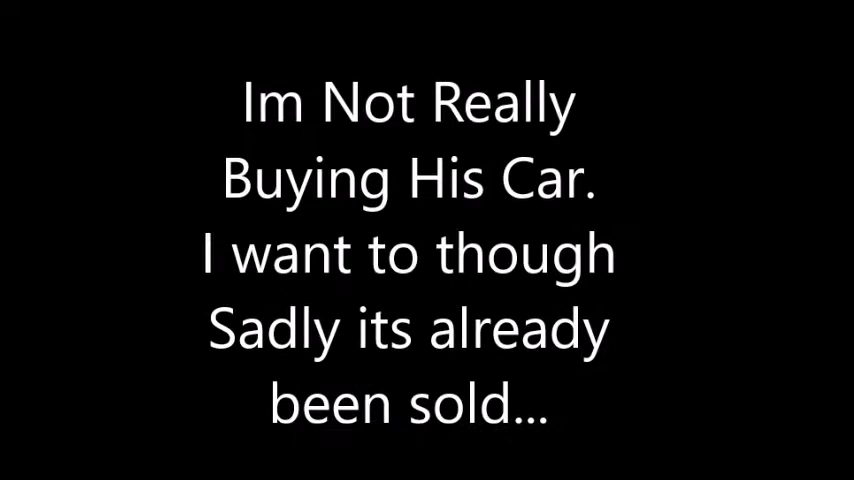 Im Not Really
Buying His Car.
I want to though
Sadly its already
been sold...